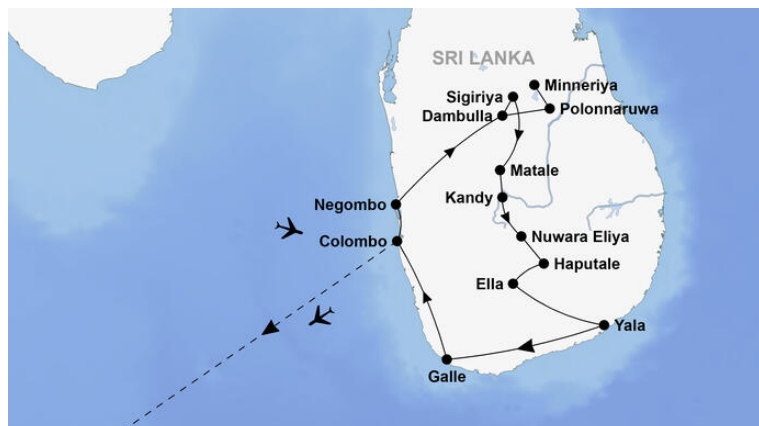 SRI LANKA
Minneriya
Sigiriya
Polonnaruwa
Dambulla
Matale
Kandy
Negombo
Nuwara Eliya
Colombo
Haputale
Ella
Yala
Galle